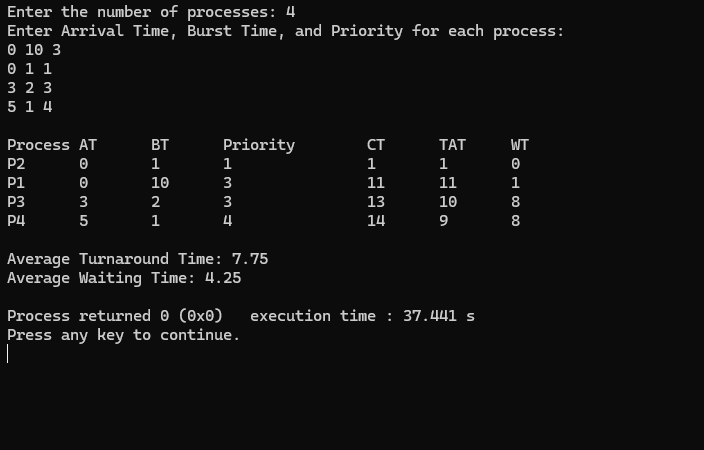 Enter the number of processes: 4
Enter Arrival Time, Burst Time, and Priority for each process:
0 10 3
0 1 1
3 2 3
5 1 4
Process AT BT Priority CT TAT WT
P2 0 1 1 1 1 0
P1 0 10 3 11 11 1
P3 3 2 3 13 10 8
P4 5 1 4 14 9 8
Average Turnaround Time: 7.75
Average Waiting Time: 4.25
Process returned 0 (0x0) execution time : 37.441 s
Press any key to continue.